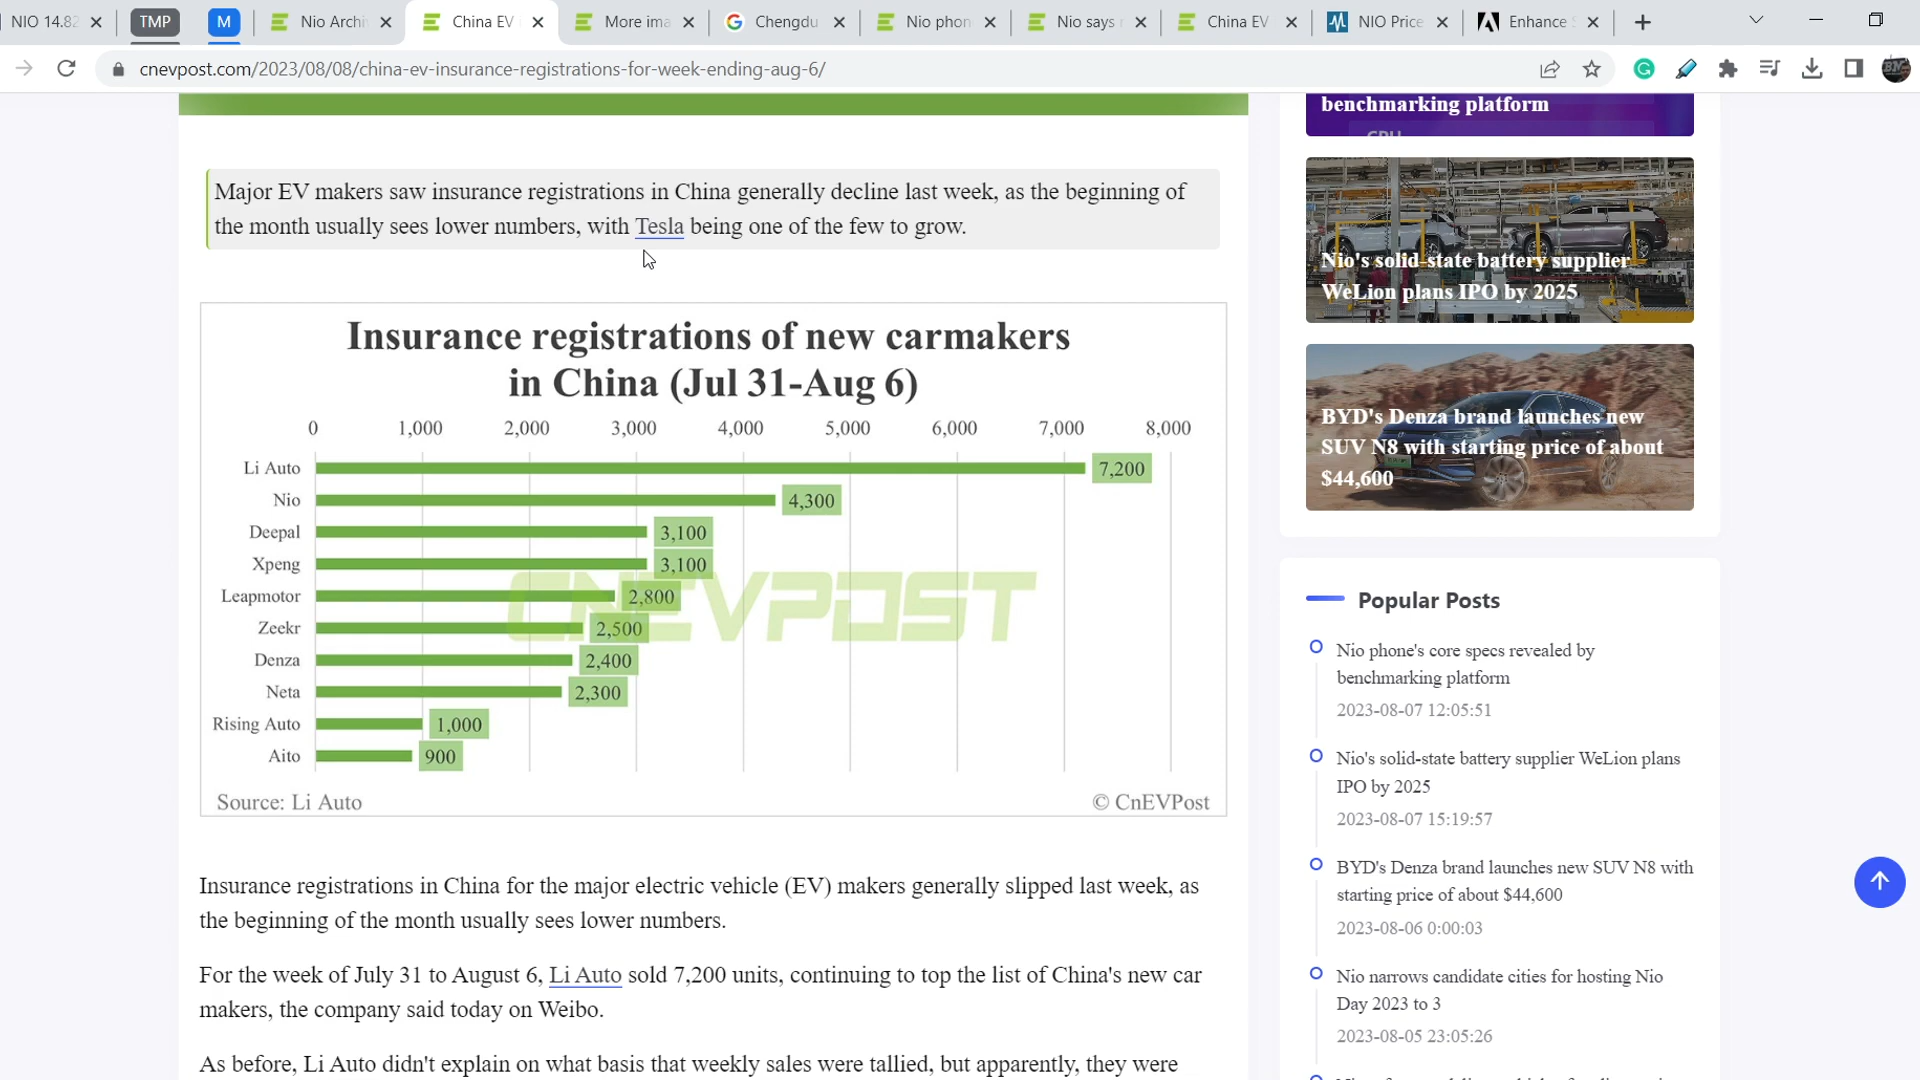 NIO 14.82
TMP
M
Nio Archi
China EV
More ima
Chengdu
Nio phon
Nio says
China EV
NIO Price
Enhance
cnevpost.com/2023/08/08/china-ev-insurance-registrations-for-week-ending-aug-6/
Major EV makers saw insurance registrations in China generally decline last week, as the beginning of
the month usually sees lower numbers, with Tesla being one of the few to grow.
Insurance registrations of new carmakers
in China (Jul 31-Aug 6)
0 1,000 2,000 3,000 4,000 5,000 6,000 7,000 8,000
Li Auto 7,200
Nio 4,300
Deepal 3,100
Xpeng 3,100
Leapmotor 2,800
Zeekr 2,500
Denza 2,400
Neta 2,300
Rising Auto 1,000
Aito 900
CNEVPOST
Source: Li Auto
© CnEVPost
Insurance registrations in China for the major electric vehicle (EV) makers generally slipped last week, as
the beginning of the month usually sees lower numbers.
For the week of July 31 to August 6, Li Auto sold 7,200 units, continuing to top the list of China's new car
makers, the company said today on Weibo.
As before, Li Auto didn't explain on what basis that weekly sales were tallied, but apparently, they were
benchmarking platform
Nio's solid-state battery supplier
WeLion plans IPO by 2025
BYD's Denza brand launches new
SUV N8 with starting price of about
$44,600
Popular Posts
Nio phone's core specs revealed by
benchmarking platform
2023-08-07 12:05:51
Nio's solid-state battery supplier WeLion plans
IPO by 2025
2023-08-07 15:19:57
BYD's Denza brand launches new SUV N8 with
starting price of about $44,600
2023-08-06 0:00:03
Nio narrows candidate cities for hosting Nio
Day 2023 to 3
2023-08-05 23:05:26